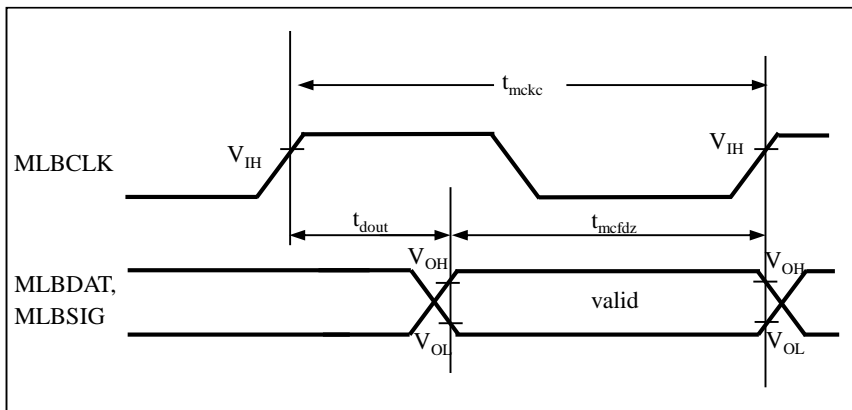 t_mckc
MLBCLK
V_IH
V_IH
t_dout
t_mcfdz
V_OH
V_OH
MLBDAT,
MLBSIG
valid
V_OL
V_OL